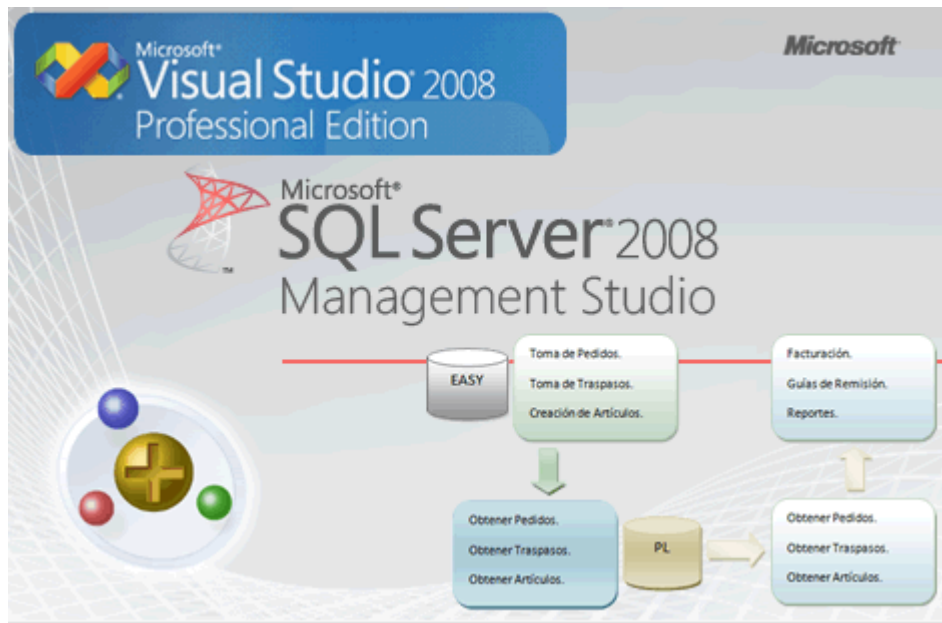 Microsoft®
Visual Studio® 2008
Professional Edition
Microsoft
Microsoft®
SQL Server® 2008
Management Studio
EASY
Toma de Pedidos.
Toma de Traspasos.
Creación de Artículos.
Facturación.
Guías de Remisión.
Reportes.
Obtener Pedidos.
Obtener Traspasos.
Obtener Artículos.
PL
Obtener Pedidos.
Obtener Traspasos.
Obtener Artículos.